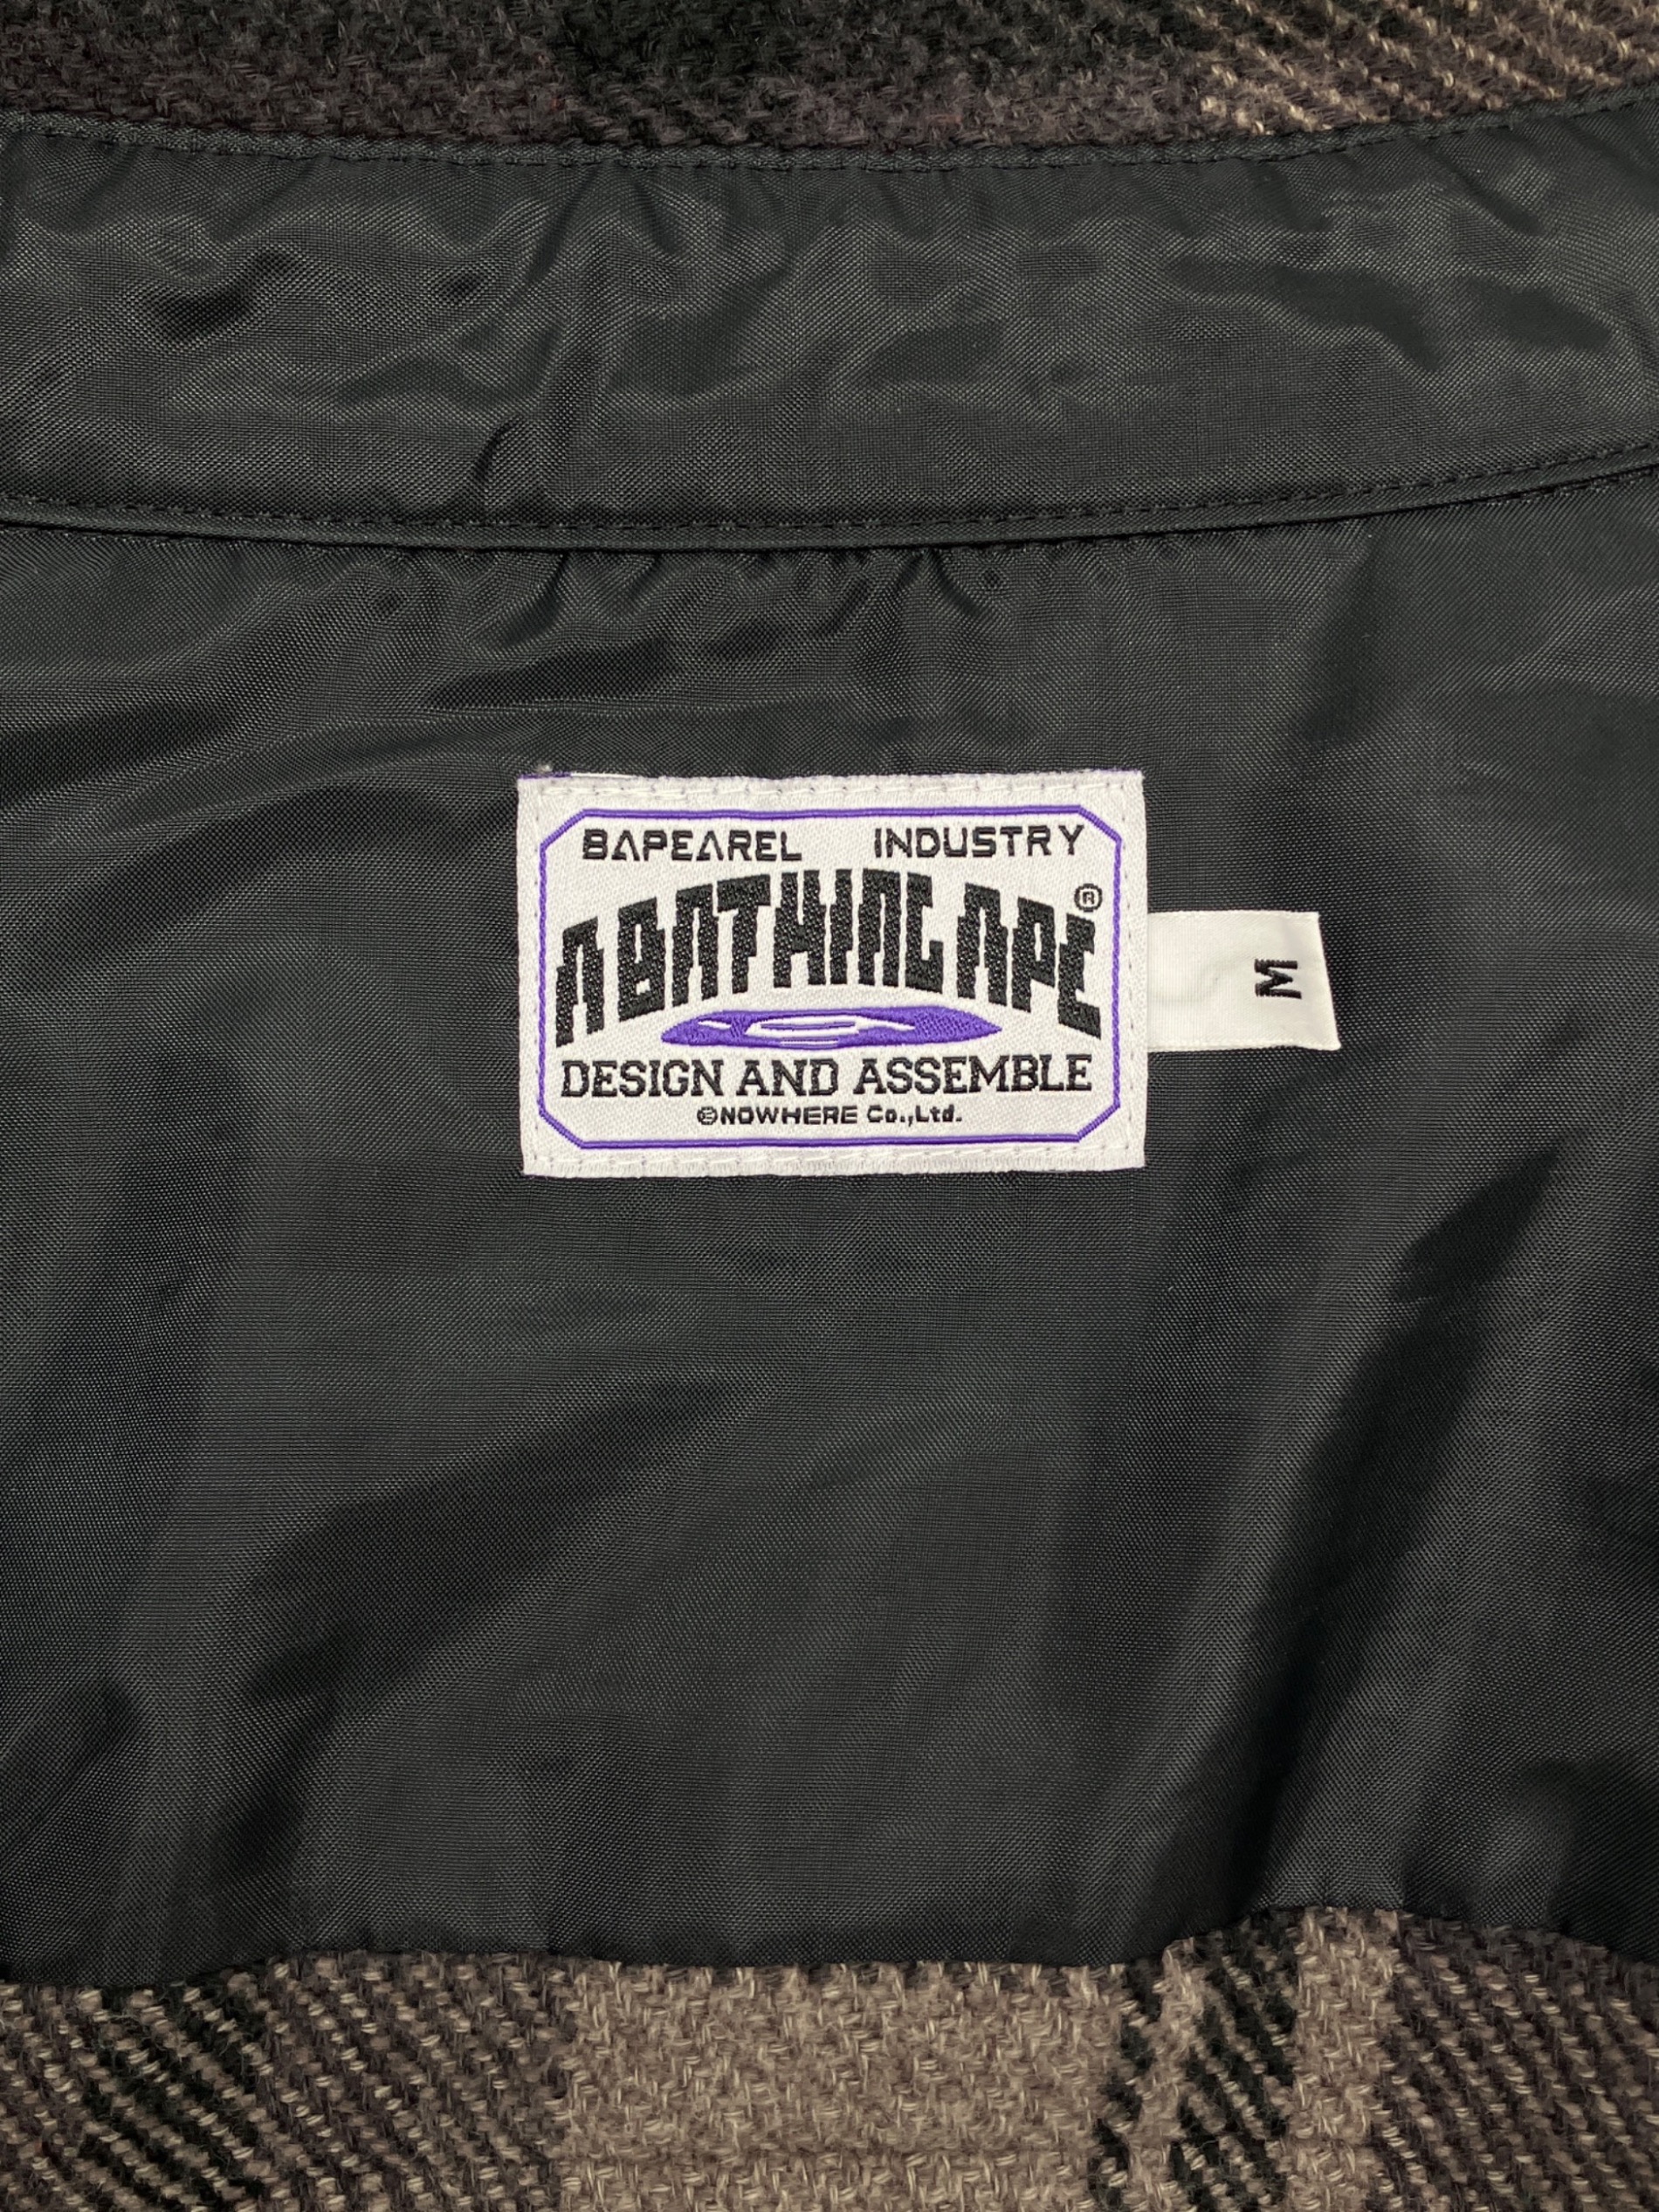 BAPEAREL INDUSTRY
A BATHING APE®
DESIGN AND ASSEMBLE
©NOWHERE Co.,Ltd.
M